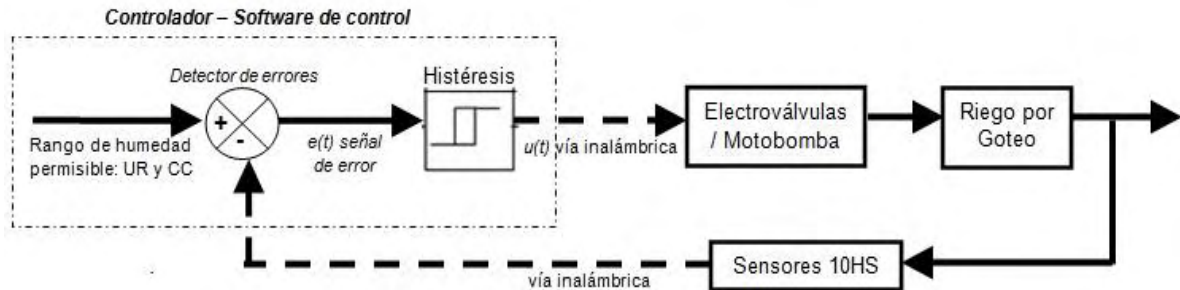 Controlador – Software de control
Detector de errores
Histéresis
+
-
Rango de humedad
permisible: UR y CC
e(t) señal
de error
u(t) vía inalámbrica
Electroválvulas
/ Motobomba
Riego por
Goteo
Sensores 10HS
vía inalámbrica